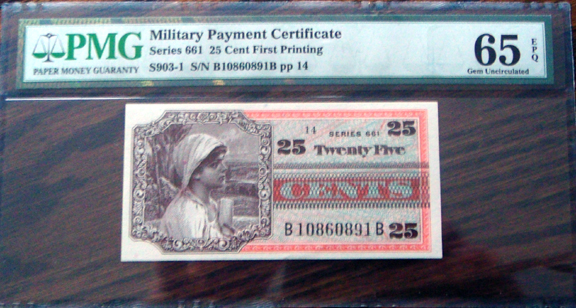 PMG
PAPER MONEY GUARANTY
Military Payment Certificate
Series 661 25 Cent First Printing
S903-1 S/N B10860891B pp 14
65 EPQ
Gem Uncirculated
14 SERIES 661 25
25 Twenty Five
CENTS
B10860891B 25